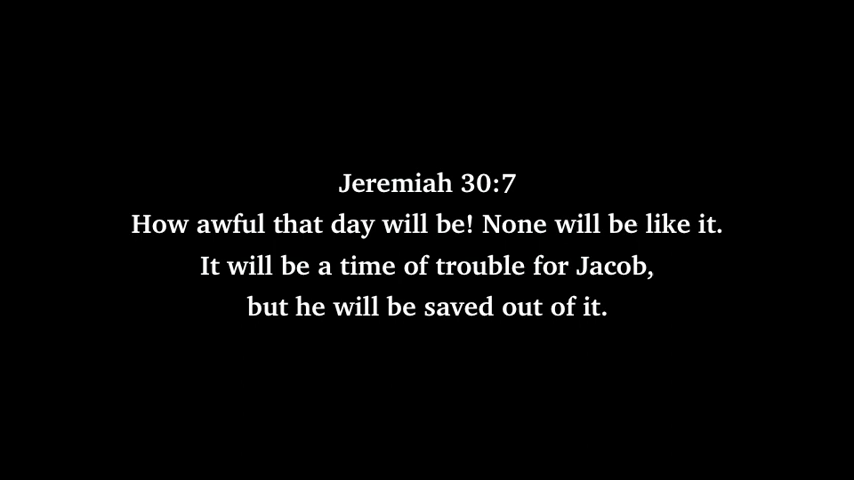 Jeremiah 30:7
How awful that day will be! None will be like it.
It will be a time of trouble for Jacob,
but he will be saved out of it.